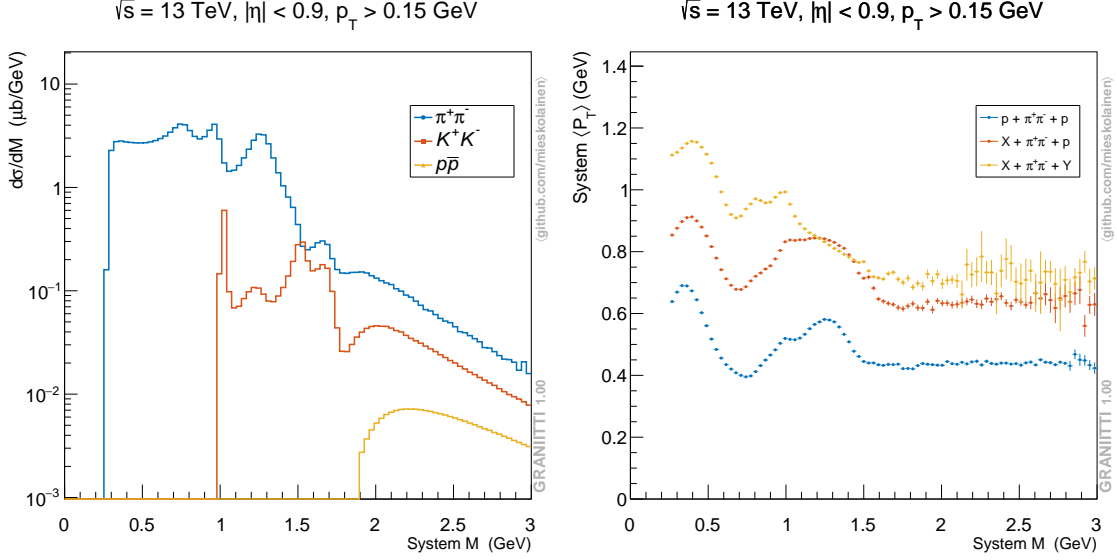 √s = 13 TeV, |η| < 0.9, p_T > 0.15 GeV
dσ/dM (μb/GeV)
10
1
10⁻¹
10⁻²
10⁻³
π⁺π⁻
K⁺K⁻
pp̅
⟨github.com/mieskolainen⟩
GRANIITTI 1.00
0 0.5 1 1.5 2 2.5 3
System M (GeV)
√s = 13 TeV, |η| < 0.9, p_T > 0.15 GeV
System ⟨P_T⟩ (GeV)
1.4
1.2
1
0.8
0.6
0.4
0.2
0
p + π⁺π⁻ + p
X + π⁺π⁻ + p
X + π⁺π⁻ + Y
⟨github.com/mieskolainen⟩
GRANIITTI 1.00
0 0.5 1 1.5 2 2.5 3
System M (GeV)